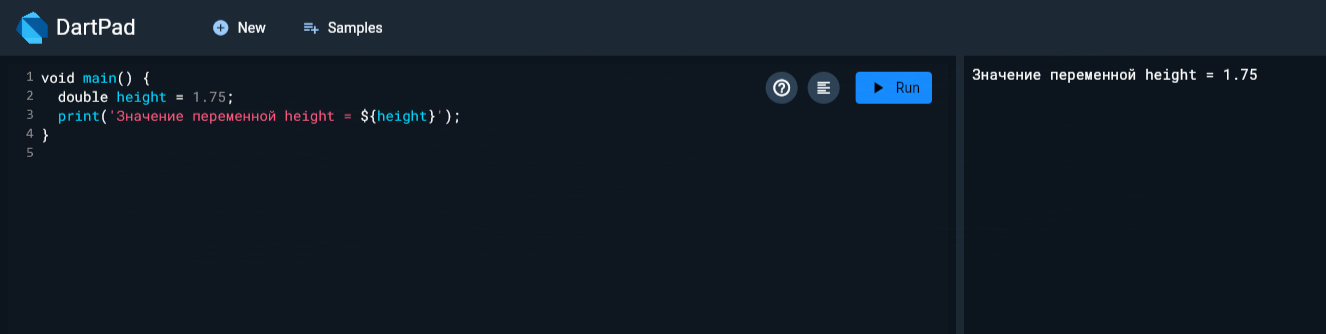 DartPad New Samples
1 void main() {
2 double height = 1.75;
3 print('Значение переменной height = ${height}');
4 }
5
Run
Значение переменной height = 1.75